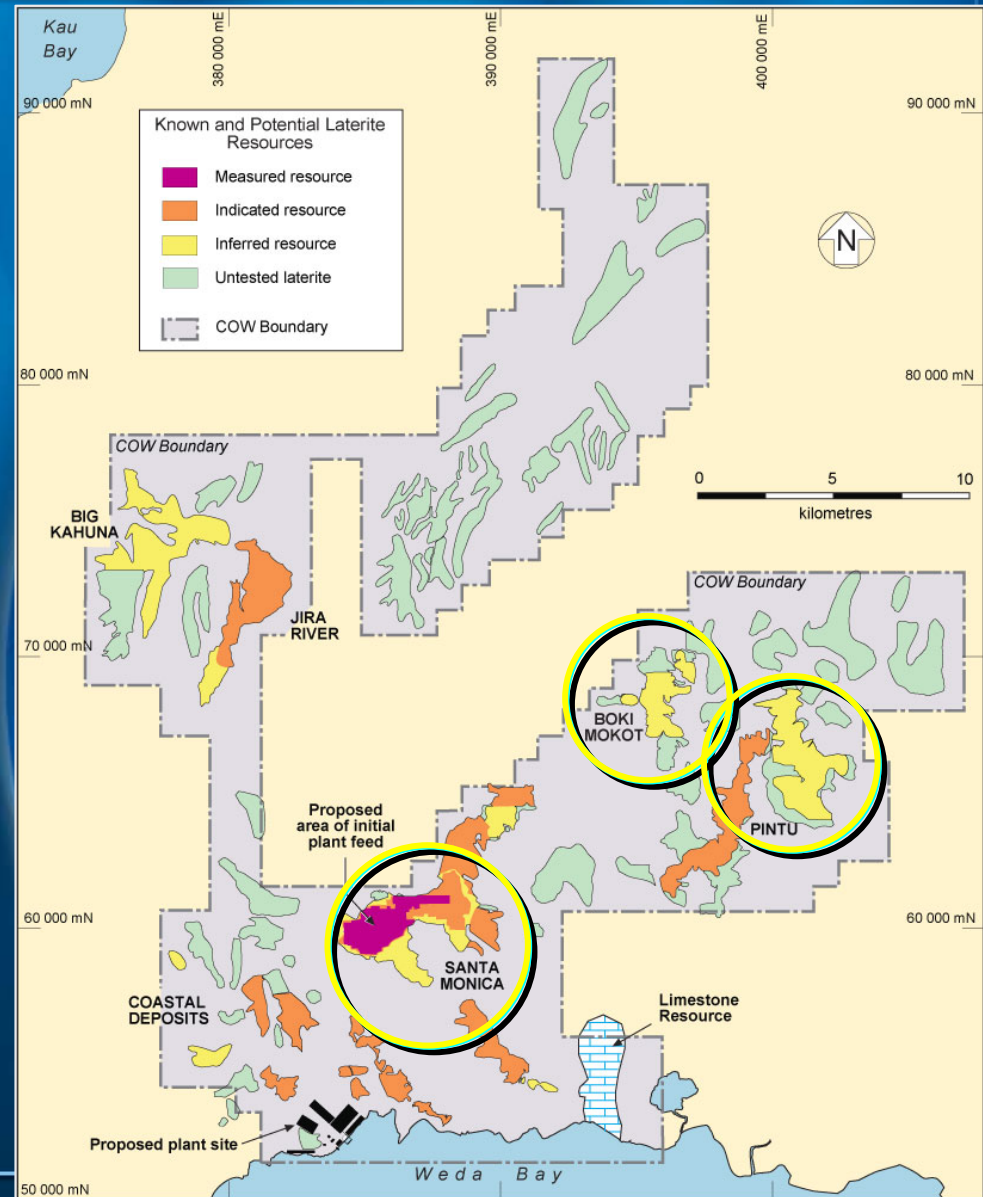 Kau
Bay
380 000 mE
390 000 mE
400 000 mE
90 000 mN
90 000 mN
Known and Potential Laterite
Resources
Measured resource
Indicated resource
Inferred resource
Untested laterite
COW Boundary
N
80 000 mN
80 000 mN
COW Boundary
0
5
10
kilometres
BIG
KAHUNA
JIRA
RIVER
COW Boundary
70 000 mN
BOKI
MOKOT
PINTU
Proposed
area of initial
plant feed
60 000 mN
60 000 mN
SANTA
MONICA
COASTAL
DEPOSITS
Limestone
Resource
Proposed plant site
Weda Bay
50 000 mN